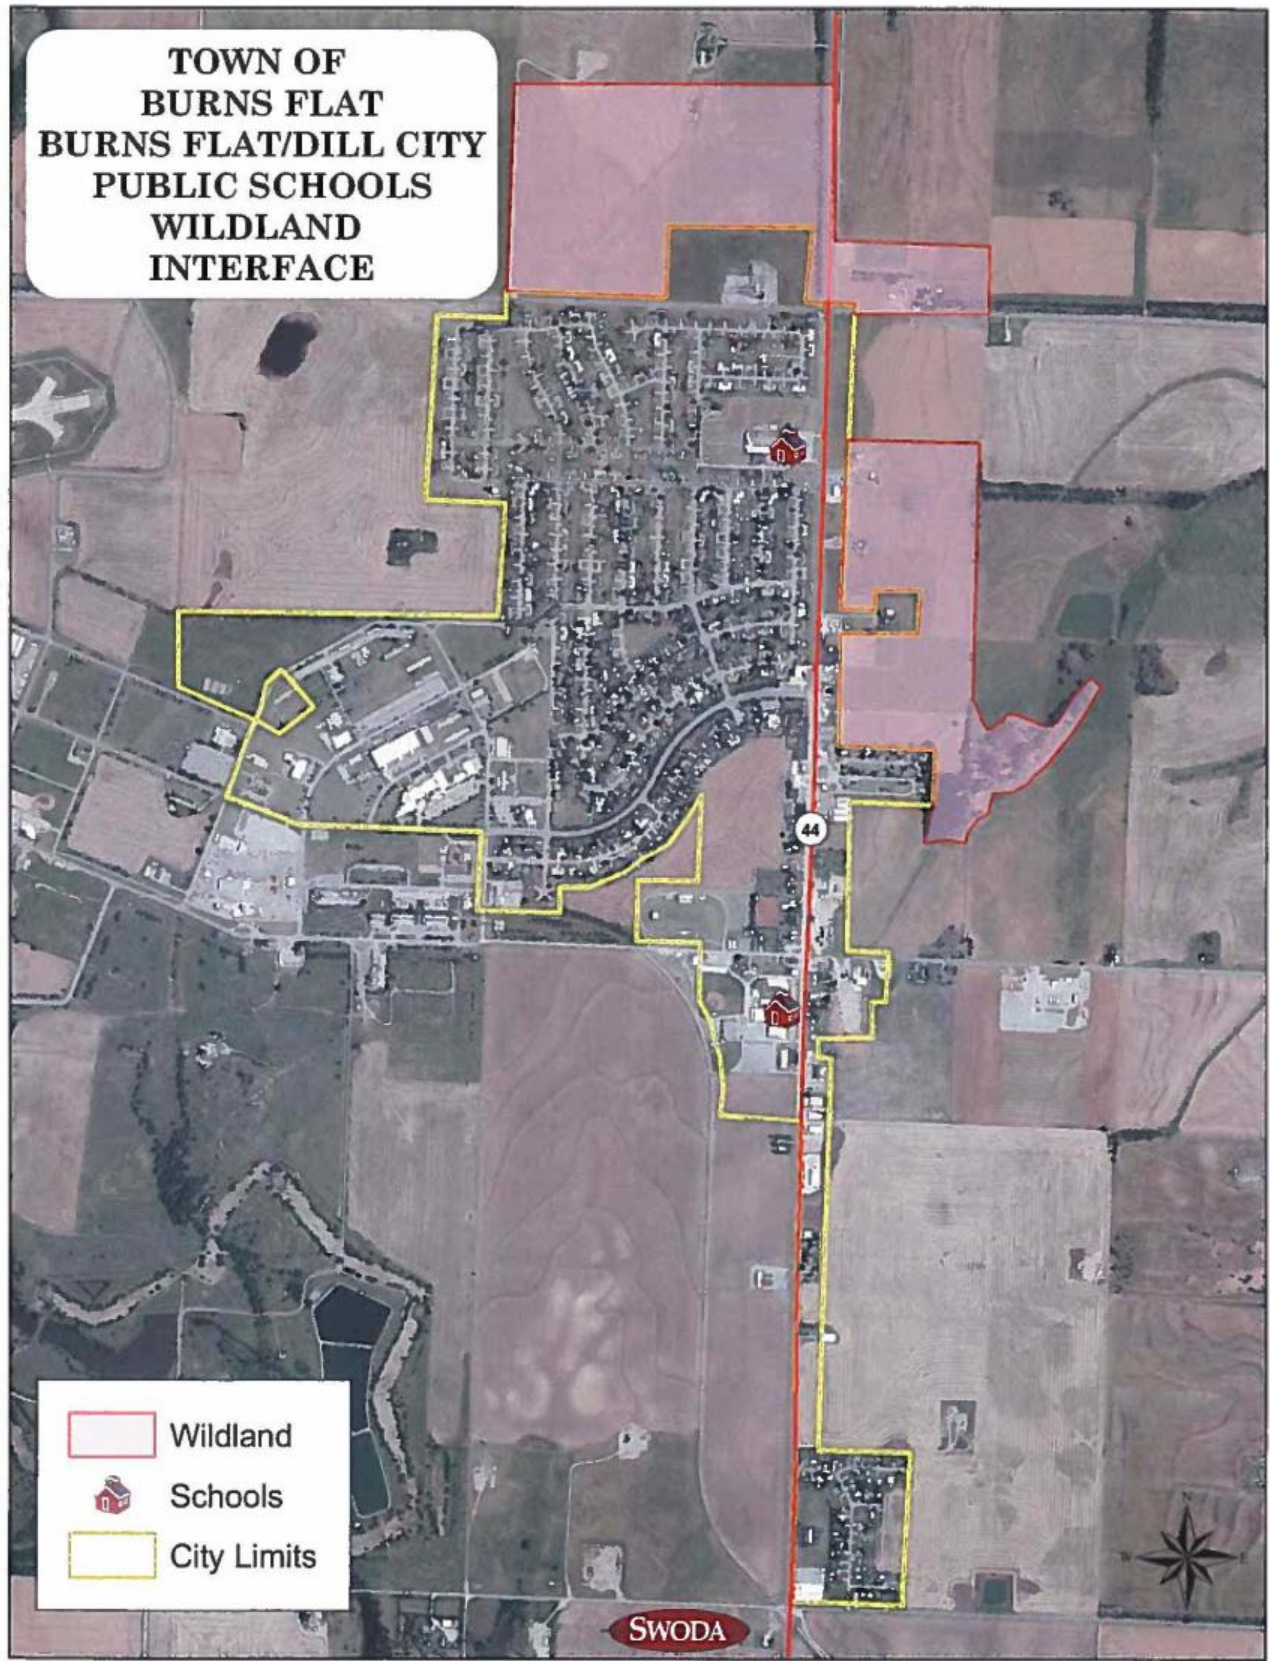 TOWN OF
BURNS FLAT
BURNS FLAT/DILL CITY
PUBLIC SCHOOLS
WILDLAND
INTERFACE
44
Wildland
Schools
City Limits
N
W
E
SWODA